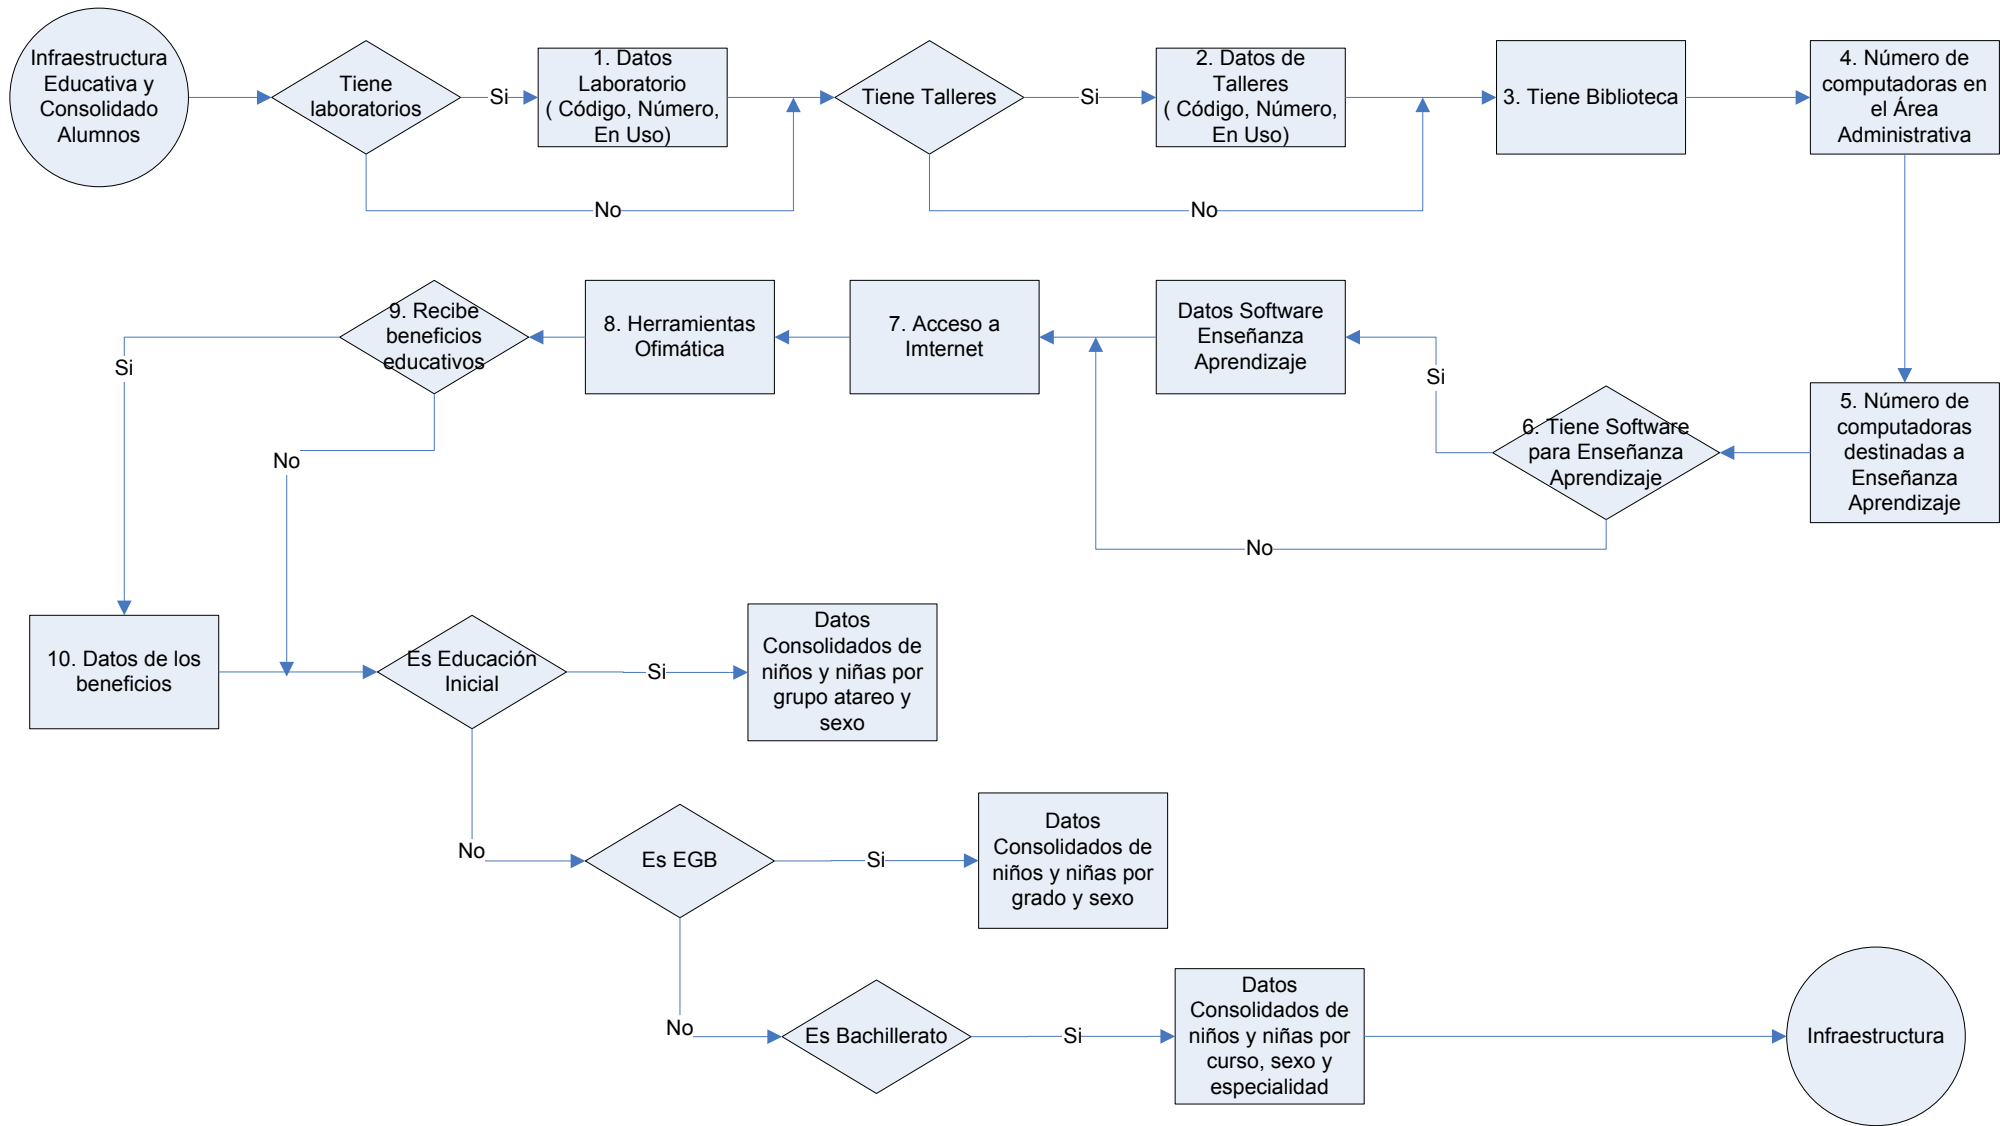 Infraestructura
Educativa y
Consolidado
Alumnos
Tiene
laboratorios
Si
1. Datos
Laboratorio
( Código, Número,
En Uso)
No
Tiene Talleres
Si
2. Datos de
Talleres
( Código, Número,
En Uso)
No
3. Tiene Biblioteca
4. Número de
computadoras en
el Área
Administrativa
5. Número de
computadoras
destinadas a
Enseñanza
Aprendizaje
6. Tiene Software
para Enseñanza
Aprendizaje
Si
No
Datos Software
Enseñanza
Aprendizaje
7. Acceso a
Imternet
8. Herramientas
Ofimática
9. Recibe
beneficios
educativos
Si
No
10. Datos de los
beneficios
Es Educación
Inicial
Si
Datos
Consolidados de
niños y niñas por
grupo atareo y
sexo
No
Es EGB
Si
Datos
Consolidados de
niños y niñas por
grado y sexo
No
Es Bachillerato
Si
Datos
Consolidados de
niños y niñas por
curso, sexo y
especialidad
Infraestructura